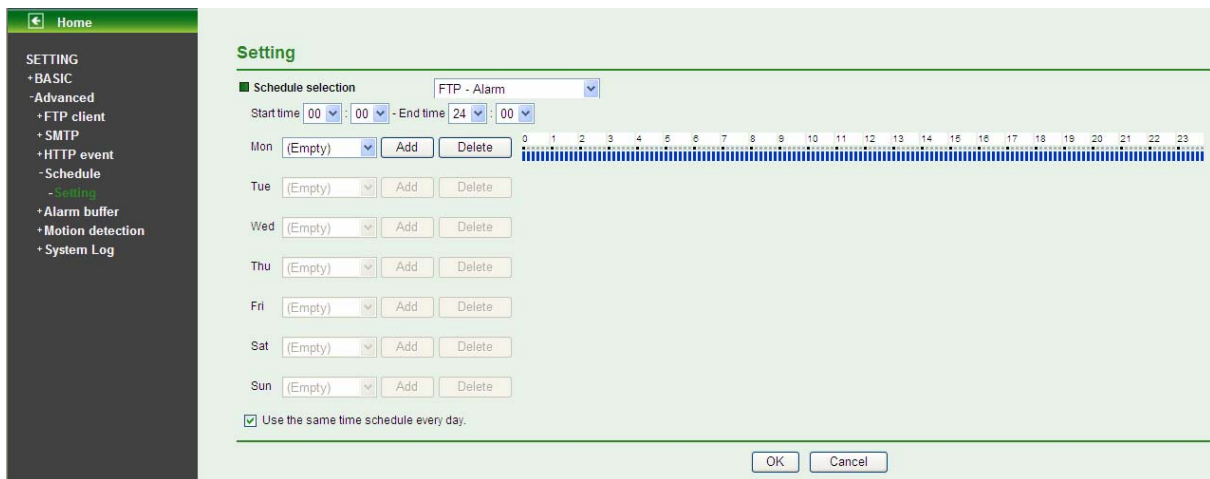 Home
SETTING
+BASIC
-Advanced
+FTP client
+SMTP
+HTTP event
-Schedule
-Setting
+Alarm buffer
+Motion detection
+System Log
Setting
Schedule selection FTP - Alarm
Start time 00 : 00 - End time 24 : 00
Mon (Empty) Add Delete 0 1 2 3 4 5 6 7 8 9 10 11 12 13 14 15 16 17 18 19 20 21 22 23
Tue (Empty) Add Delete
Wed (Empty) Add Delete
Thu (Empty) Add Delete
Fri (Empty) Add Delete
Sat (Empty) Add Delete
Sun (Empty) Add Delete
Use the same time schedule every day.
OK Cancel